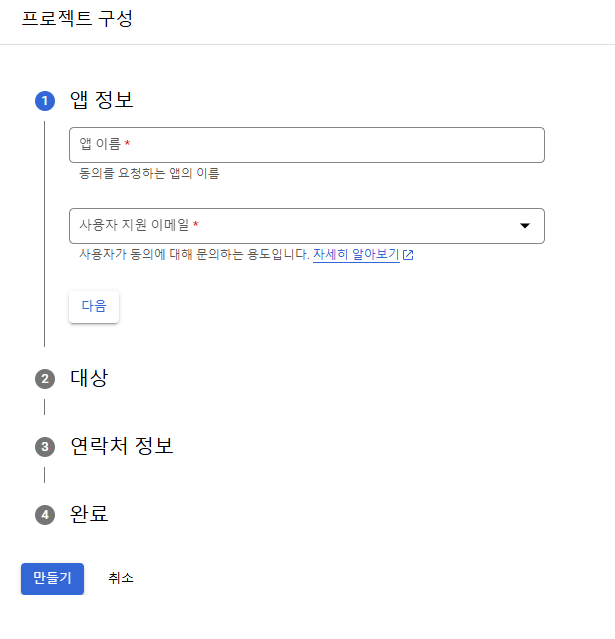 프로젝트 구성
1 앱 정보
앱 이름 *
동의를 요청하는 앱의 이름
사용자 지원 이메일 *
사용자가 동의에 대해 문의하는 용도입니다. 자세히 알아보기
다음
2 대상
3 연락처 정보
4 완료
만들기 취소